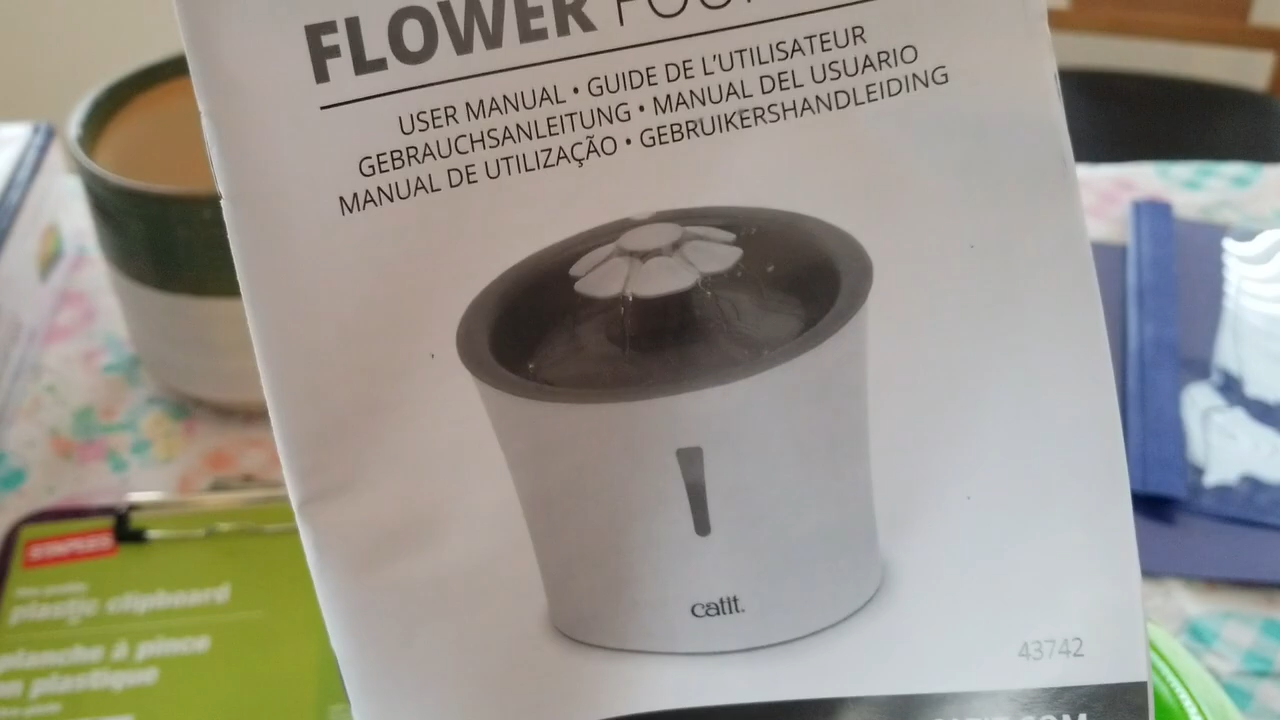 FLOWER
USER MANUAL • GUIDE DE L'UTILISATEUR
GEBRAUCHSANLEITUNG • MANUAL DEL USUARIO
MANUAL DE UTILIZAÇÃO • GEBRUIKERSHANDLEIDING
catit.
43742
STAPLES
plastic clipboard
planche à pince
en plastique